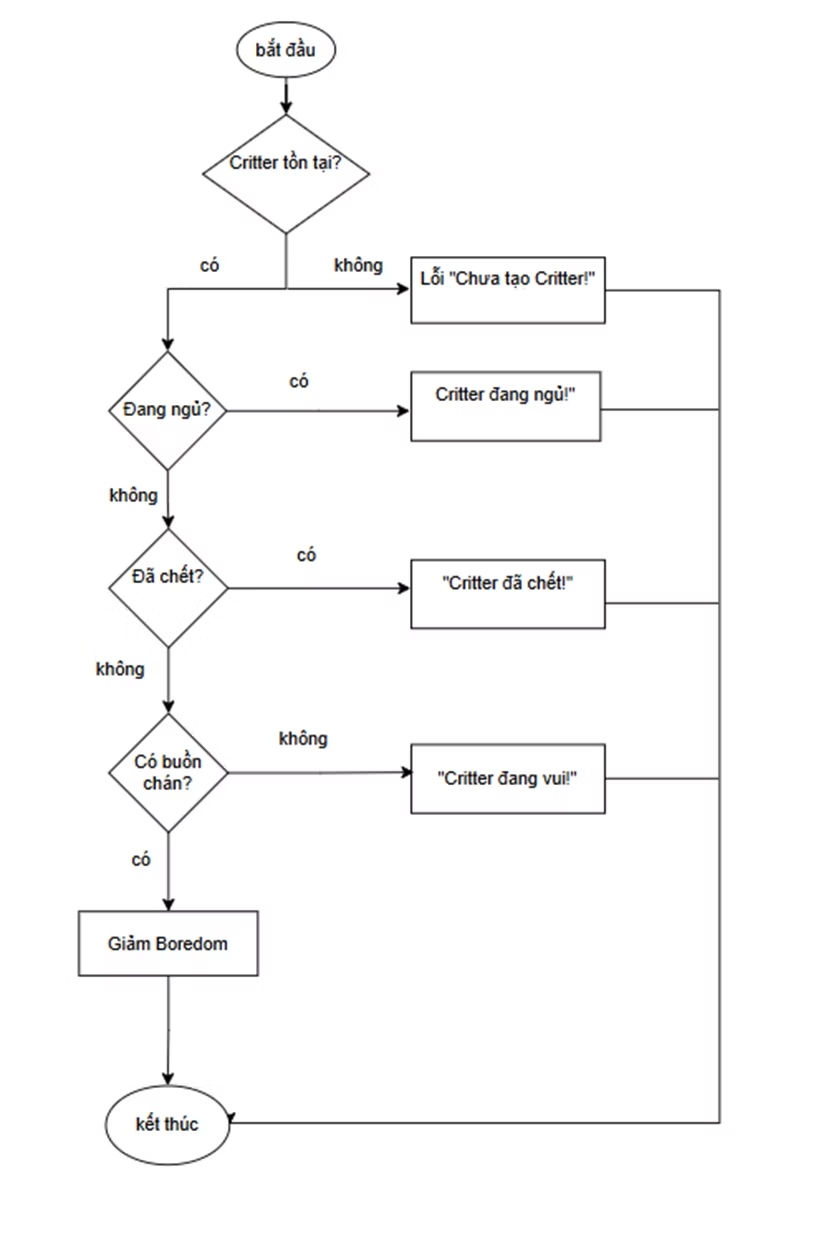 bắt đầu
Critter tồn tại?
có
không
Lỗi "Chưa tạo Critter!"
Đang ngủ?
có
Critter đang ngủ!"
không
Đã chết?
có
"Critter đã chết!"
không
Có buồn
chán?
không
"Critter đang vui!"
có
Giảm Boredom
kết thúc